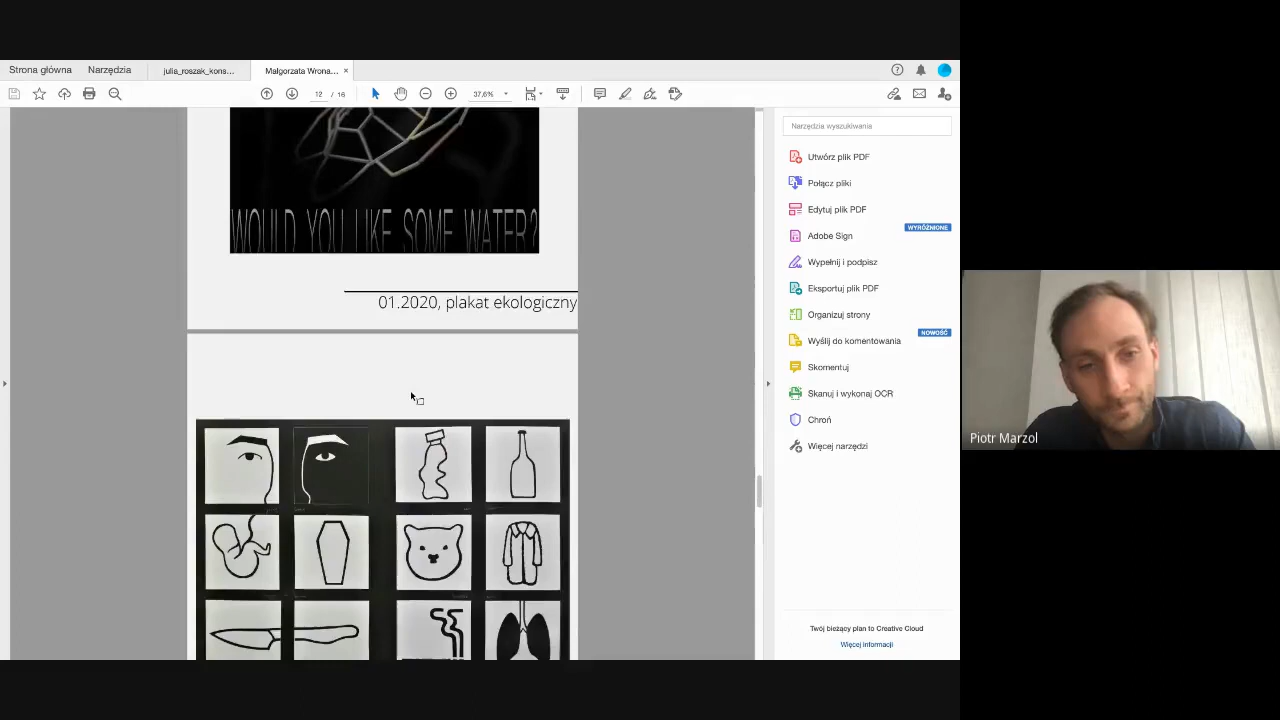 Strona główna
Narzędzia
julia_roszak_kons...
Małgorzata Wrona...
12 / 16
37,6%
WOULD YOU LIKE SOME WATER?
01.2020, plakat ekologiczny
Narzędzia wyszukiwania
Utwórz plik PDF
Połącz pliki
Edytuj plik PDF
WYRÓŻNIONE
Adobe Sign
Wypełnij i podpisz
Eksportuj plik PDF
Organizuj strony
NOWOŚĆ
Wyślij do komentowania
Skomentuj
Skanuj i wykonaj OCR
Chroń
Więcej narzędzi
Twój bieżący plan to Creative Cloud
Więcej informacji
Piotr Marzol